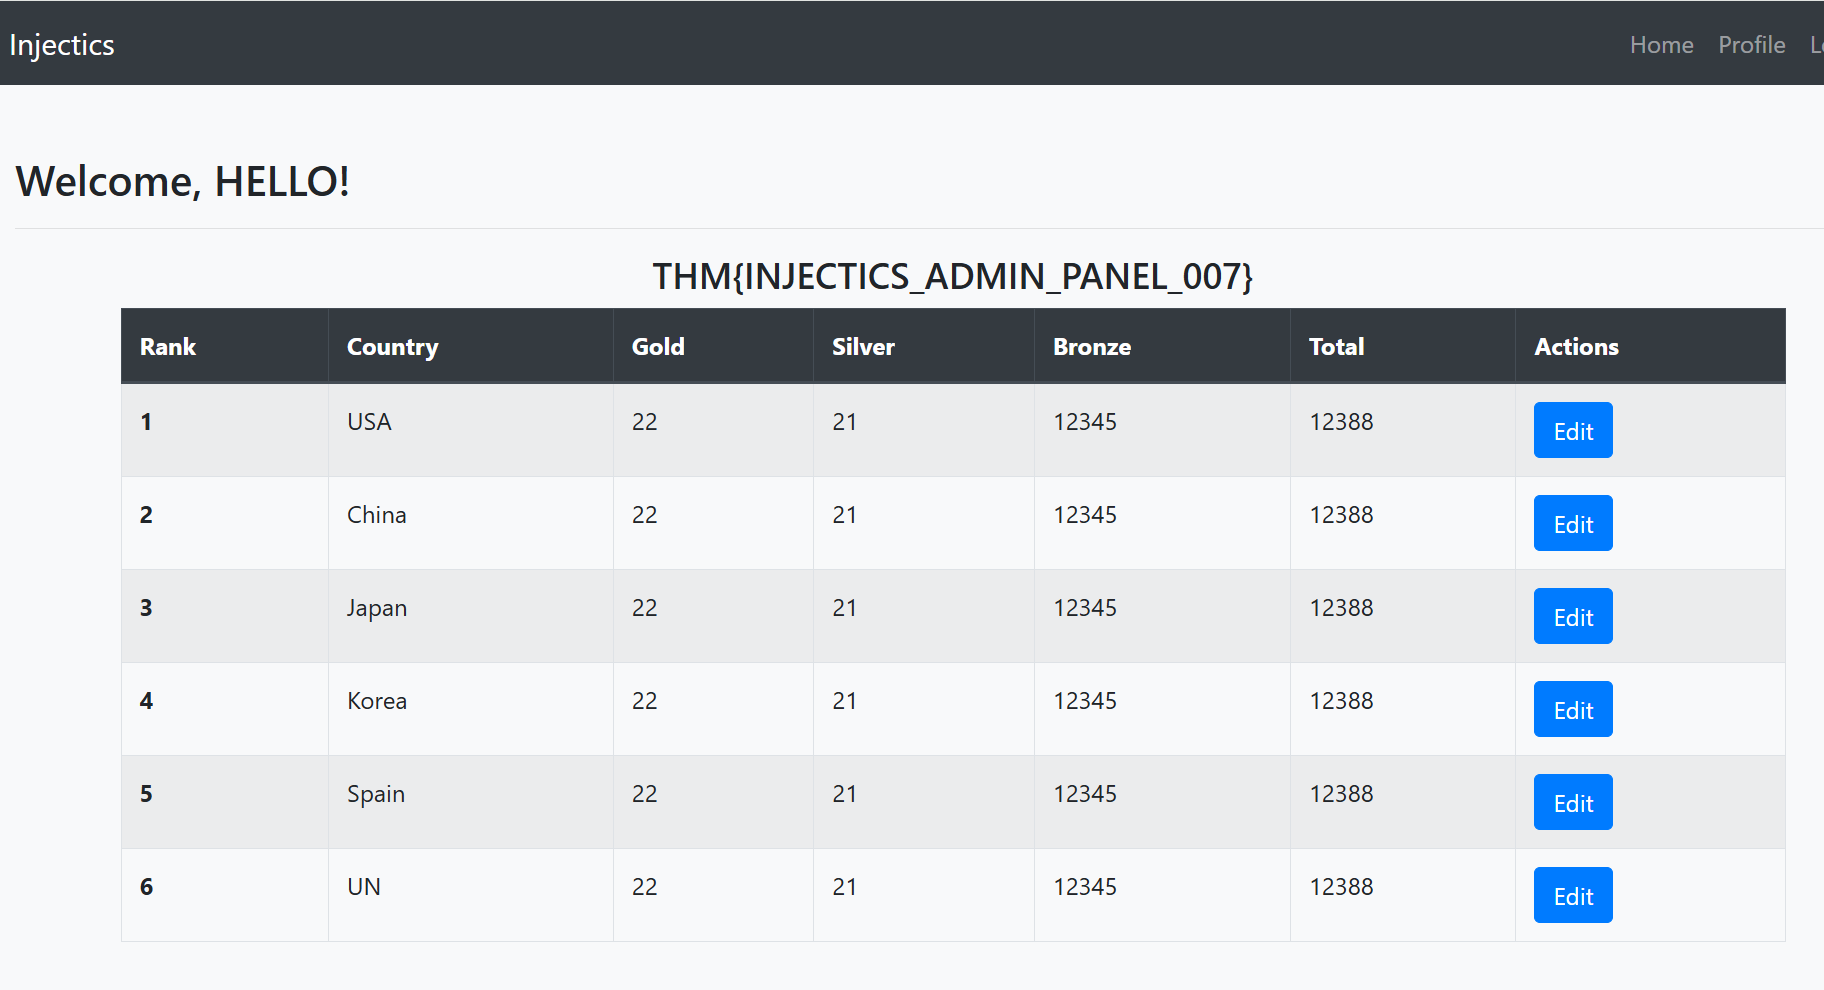 Injectics Home Profile
Welcome, HELLO!
THM{INJECTICS_ADMIN_PANEL_007}
Rank Country Gold Silver Bronze Total Actions
1 USA 22 21 12345 12388 Edit
2 China 22 21 12345 12388 Edit
3 Japan 22 21 12345 12388 Edit
4 Korea 22 21 12345 12388 Edit
5 Spain 22 21 12345 12388 Edit
6 UN 22 21 12345 12388 Edit